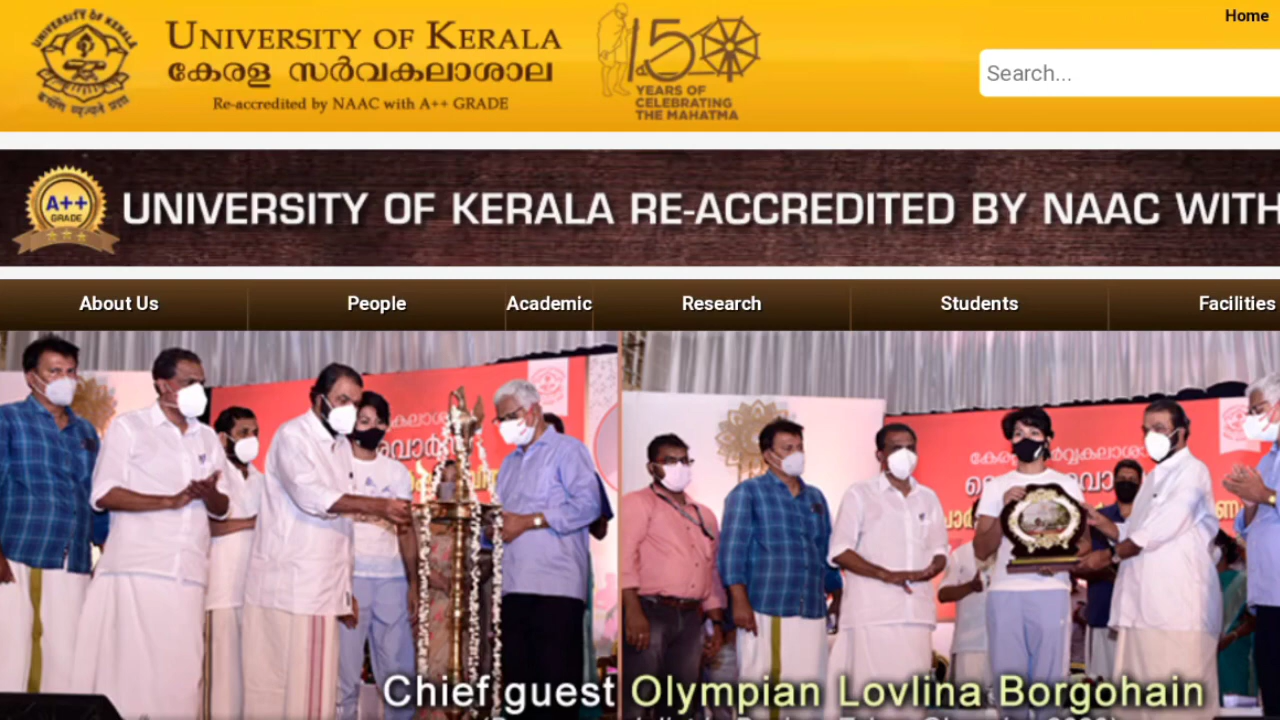 Home
UNIVERSITY OF KERALA
കേരള സർവകലാശാല
Re-accredited by NAAC with A++ GRADE
150
YEARS OF
CELEBRATING
THE MAHATMA
Search...
A++
GRADE
UNIVERSITY OF KERALA RE-ACCREDITED BY NAAC WITH
About Us People Academic Research Students Facilities
Chief guest Olympian Lovlina Borgohain